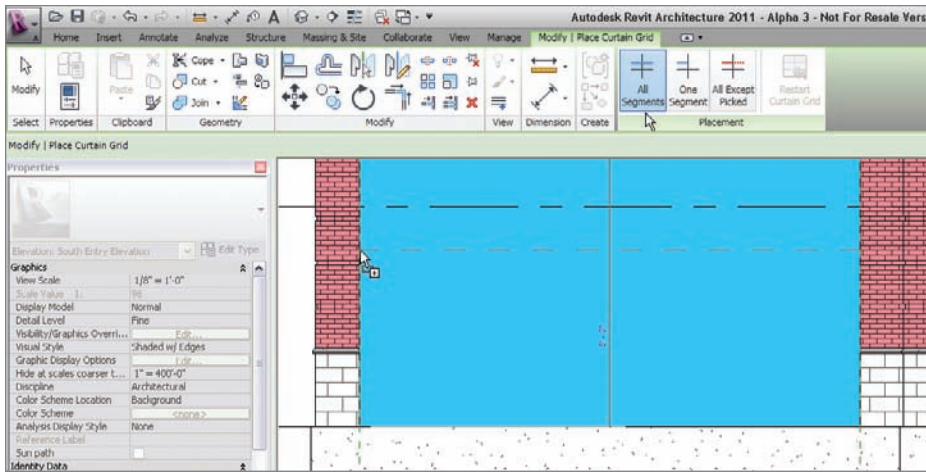 Autodesk Revit Architecture 2011 - Alpha 3 - Not For Resale Vers
Home Insert Annotate Analyze Structure Massing & Site Collaborate View Manage Modify | Place Curtain Grid
Modify Paste Cope Cut Join All Segments One Segment All Except Picked Restart Curtain Grid
Select Properties Clipboard Geometry Modify View Dimension Create Placement
Modify | Place Curtain Grid
Properties
Elevation: South Entry Elevation Edit Type
Graphics
View Scale 1/8" = 1'-0"
Scale Value 1: 96
Display Model Normal
Detail Level Fine
Visibility/Graphics Overri... Edit...
Visual Style Shaded w/ Edges
Graphic Display Options Edit...
Hide at scales coarser t... 1" = 400'-0"
Discipline Architectural
Color Scheme Location Background
Color Scheme <none>
Analysis Display Style None
Reference Label
Sun path
Identity Data